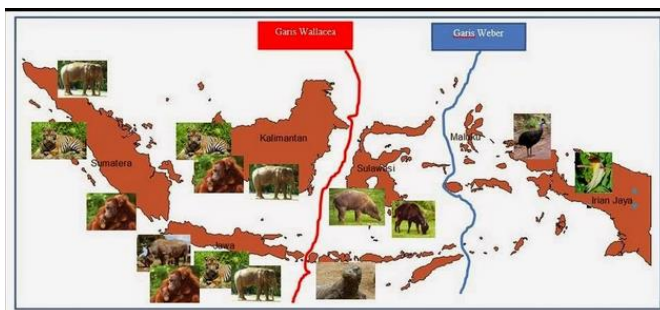 Garis Wallacea
Garis Weber
Kalimantan
Maluku
Sumatera
Sulawesi
Irian Jaya
Jawa